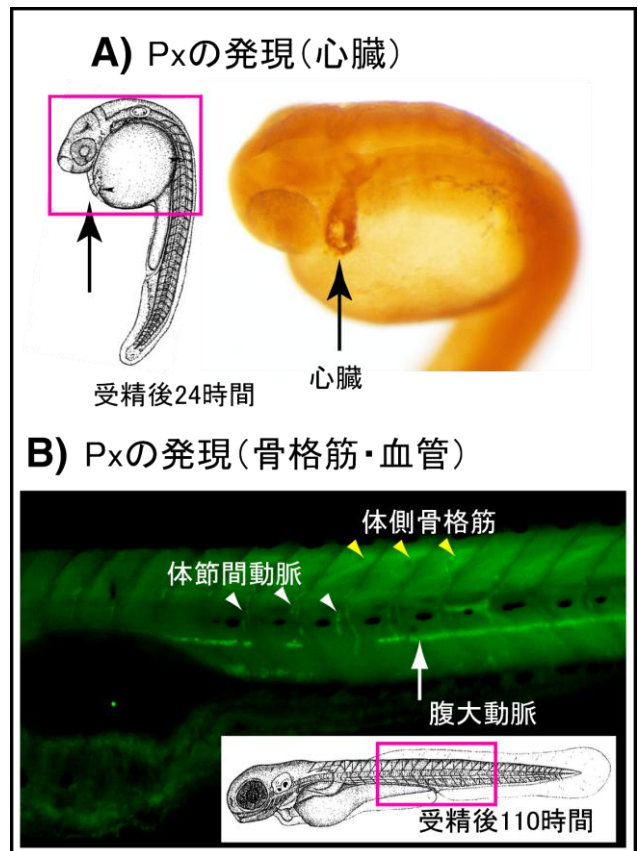 A) Pxの発現（心臓）
受精後24時間
心臓
B) Pxの発現（骨格筋・血管）
体側骨格筋
体節間動脈
腹大動脈
受精後110時間